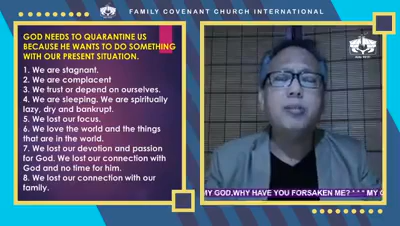 FAMILY COVENANT CHURCH INTERNATIONAL
GOD NEEDS TO QUARANTINE US
BECAUSE HE WANTS TO DO SOMETHING
WITH OUR PRESENT SITUATION.
1. We are stagnant.
2. We are complacent
3. We trust or depend on ourselves.
4. We are sleeping. We are spiritually
lazy, dry and bankrupt.
5. We lost our focus.
6. We love the world and the things
that are in the world.
7. We lost our devotion and passion
for God. We lost our connection with
God and no time for him.
8. We lost our connection with our
family.
MY GOD,WHY HAVE YOU FORSAKEN ME? * * * MY